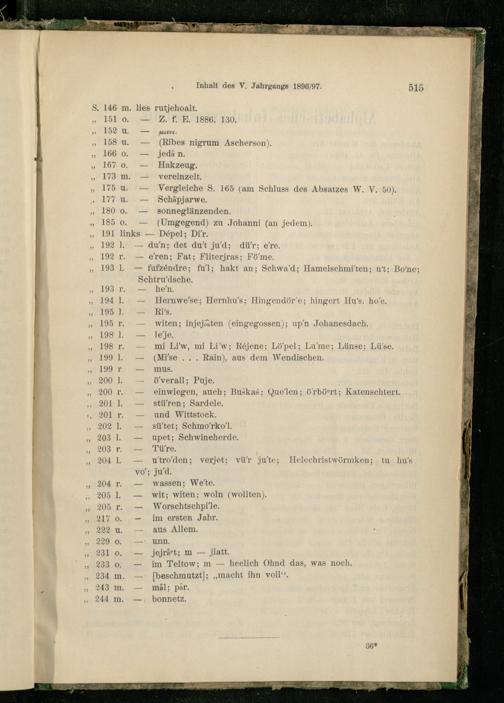 Inhalt des V. Jahrgangs 1896/97. 515
S. 146 m. lies rutjehoalt.
„ 151 o. — Z. f. E. 1886. 130.
„ 152 u. —
„ 158 u. — (Ribes nigrum Ascherson).
„ 166 o. — jedå n.
„ 167 o. — Hakzeug.
„ 173 m. — vereinzelt.
„ 175 u. — Vergleiche S. 165 (am Schluss des Absatzes W. V. 50).
„ 177 u. — Schåpjarwe.
„ 180 o. — sonneglänzenden.
„ 185 o. — (Umgegend) zu Johanni (an jedem).
„ 191 links — Dépel; Di'r.
„ 192 l. — du'n; det du't ju'd; dü'r; e're.
„ 192 r. — e'ren; Fat; Fliterjras; Fö'me.
„ 193 l. — fufzéndre; fu'l; hakt an; Schwa'd; Hamelschmi'ten; u't; Bo'ne;
Schtru'dsche.
„ 193 r. — he'n.
„ 194 l. — Hernwe'se; Hernhu's; Hingendör'e; hingert Hu's. ho'e.
„ 195 l. — Ri's.
„ 195 r. — witen; (eingegossen); up'n Johanesdach.
„ 198 l. — le'je.
„ 198 r. — mi Li'w, mi Li'w; Réjene; Lö'pel; Lu'me; Lünse; Lü'se.
„ 199 l. — (Mi'se . . . Rain), aus dem Wendischen.
„ 199 r — mus.
„ 200 l. — ö'verall; Puje.
„ 200 r. — einwiegen, auch; Buškaš; Que'len; Katenschtert.
„ 201 l. — stü'ren; Sardele.
„ 201 r. — und Wittstock.
„ 202 l. — sü'tet; Schmo'rko'l.
„ 203 l. — upet; Schwineherde.
„ 203 r. — Tü're.
„ 204 l. — u'tro'den; verjet; vü'r ju'te; Helechristwörmken; tu hu's
vo'; ju'd.
„ 204 r. — wassen; We'te.
„ 205 l. — wit; witen; woln (wollten).
„ 205 r. — Worschtschpi'le.
„ 217 o. — im ersten Jahr.
„ 222 u. — aus Allem.
„ 229 o. — unn.
„ 231 o. — m — jlatt.
„ 233 o. — im Teltow; m — heelich Ohnd das, was noch.
„ 234 m. — [beschmutzt]; „macht ihn voll“.
„ 243 m. — mål; pår.
„ 244 m. — bonnetz.
36*